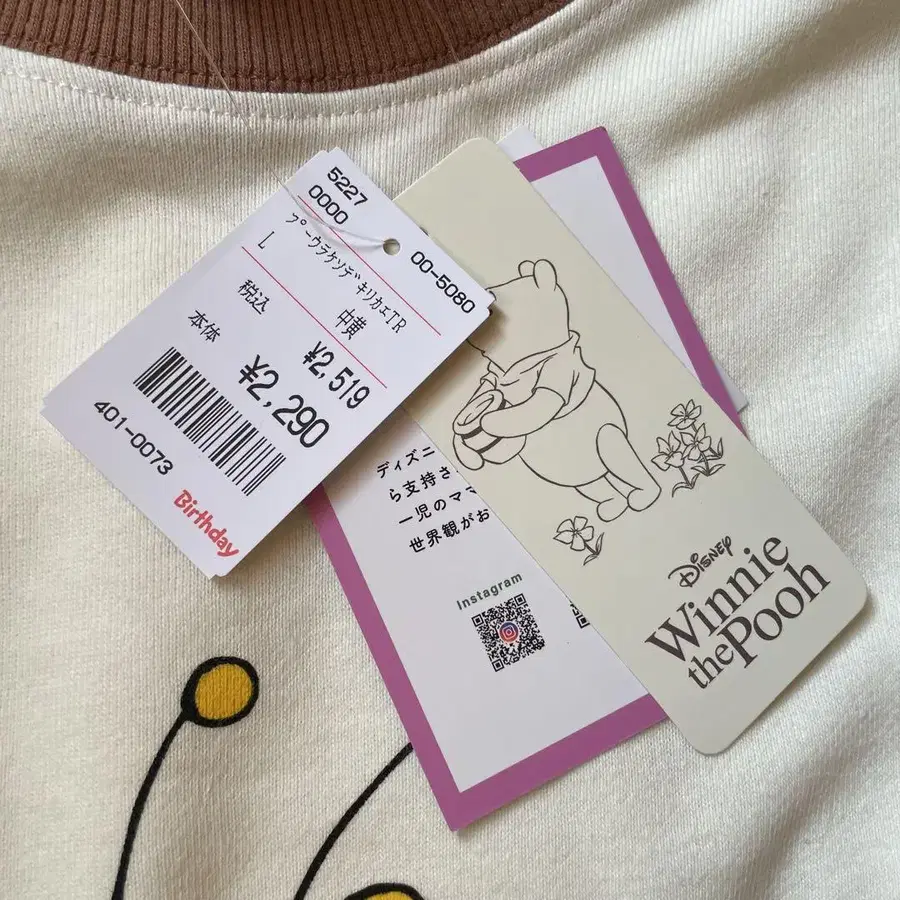 5227
0000
00-5080
プーウラケソデキリカエTR
L
中黄
税込
¥2,519
本体
¥2,290
401-0073
Birthday
ディズニ
ら支持さ
一児のママ
世界観がお
Instagram
Disney
Winnie
the Pooh